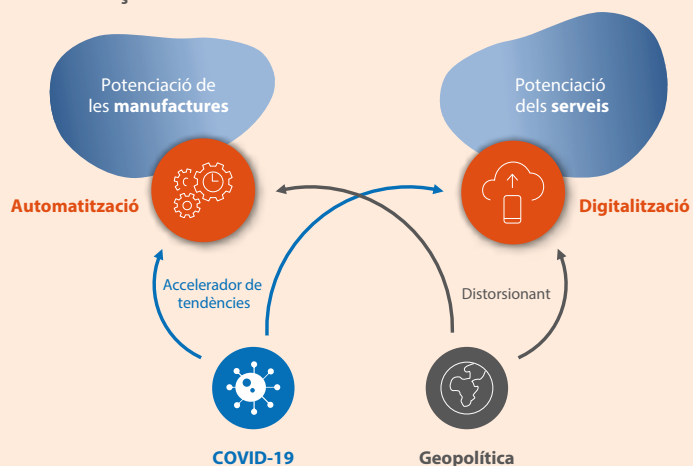 Potenciació de
les manufactures
Potenciació
dels serveis
Automatització
Digitalització
Accelerador de
tendències
Distorsionant
COVID-19
Geopolítica